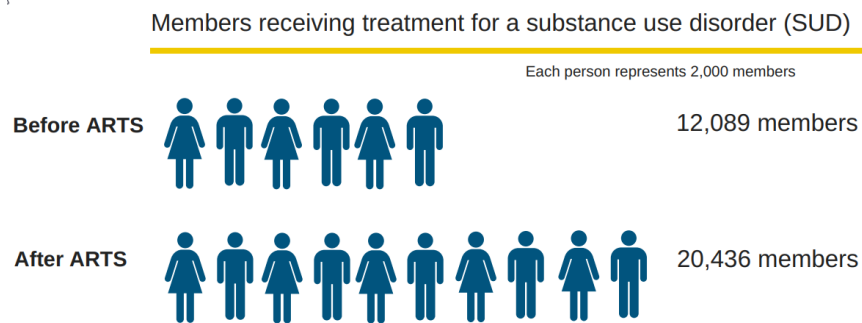 Members receiving treatment for a substance use disorder (SUD)
Each person represents 2,000 members
Before ARTS
12,089 members
After ARTS
20,436 members